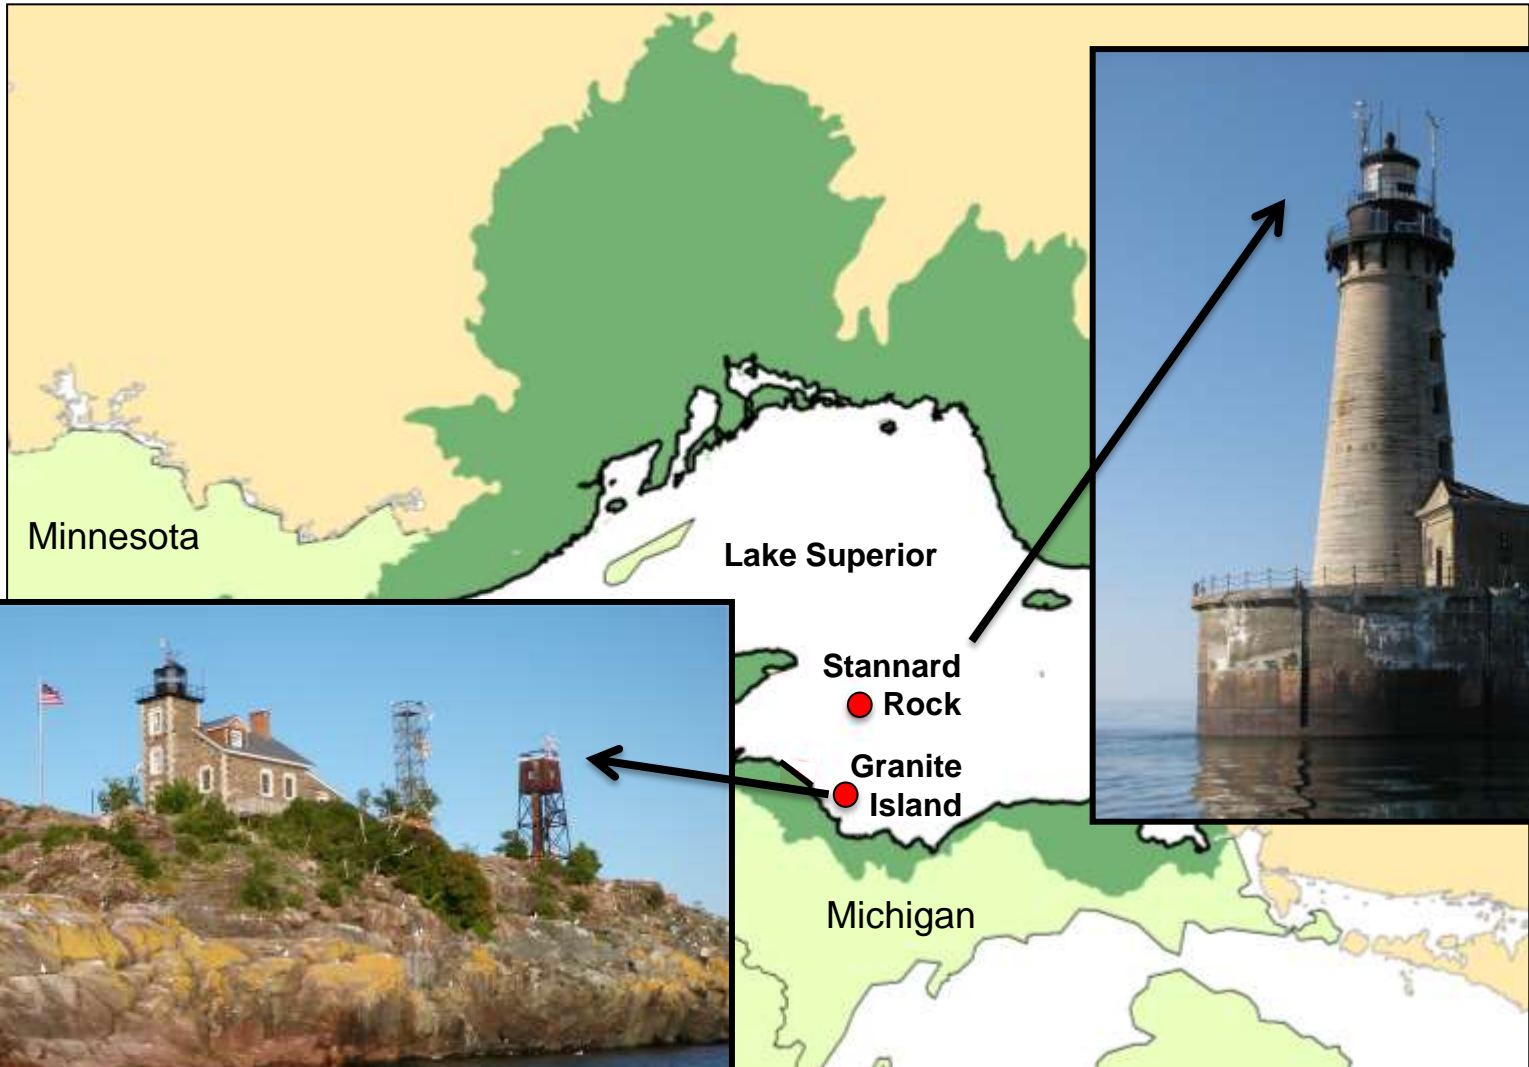 Minnesota
Lake Superior
Stannard
Rock
Granite
Island
Michigan